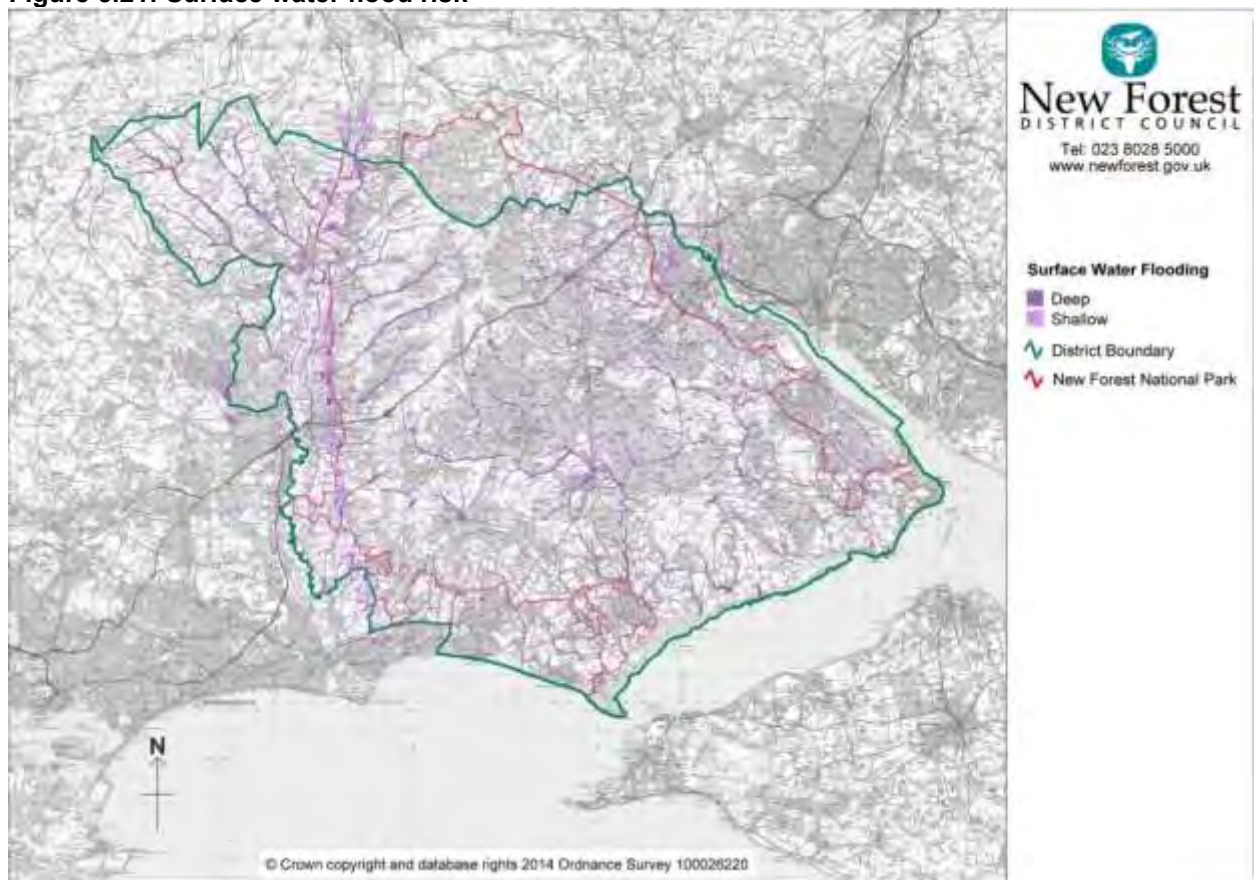 Figure 3.21: Surface water flood risk
New Forest
DISTRICT COUNCIL
Tel: 023 8028 5000
www.newforest.gov.uk
Surface Water Flooding
Deep
Shallow
District Boundary
New Forest National Park
N
© Crown copyright and database rights 2014 Ordnance Survey 100026220